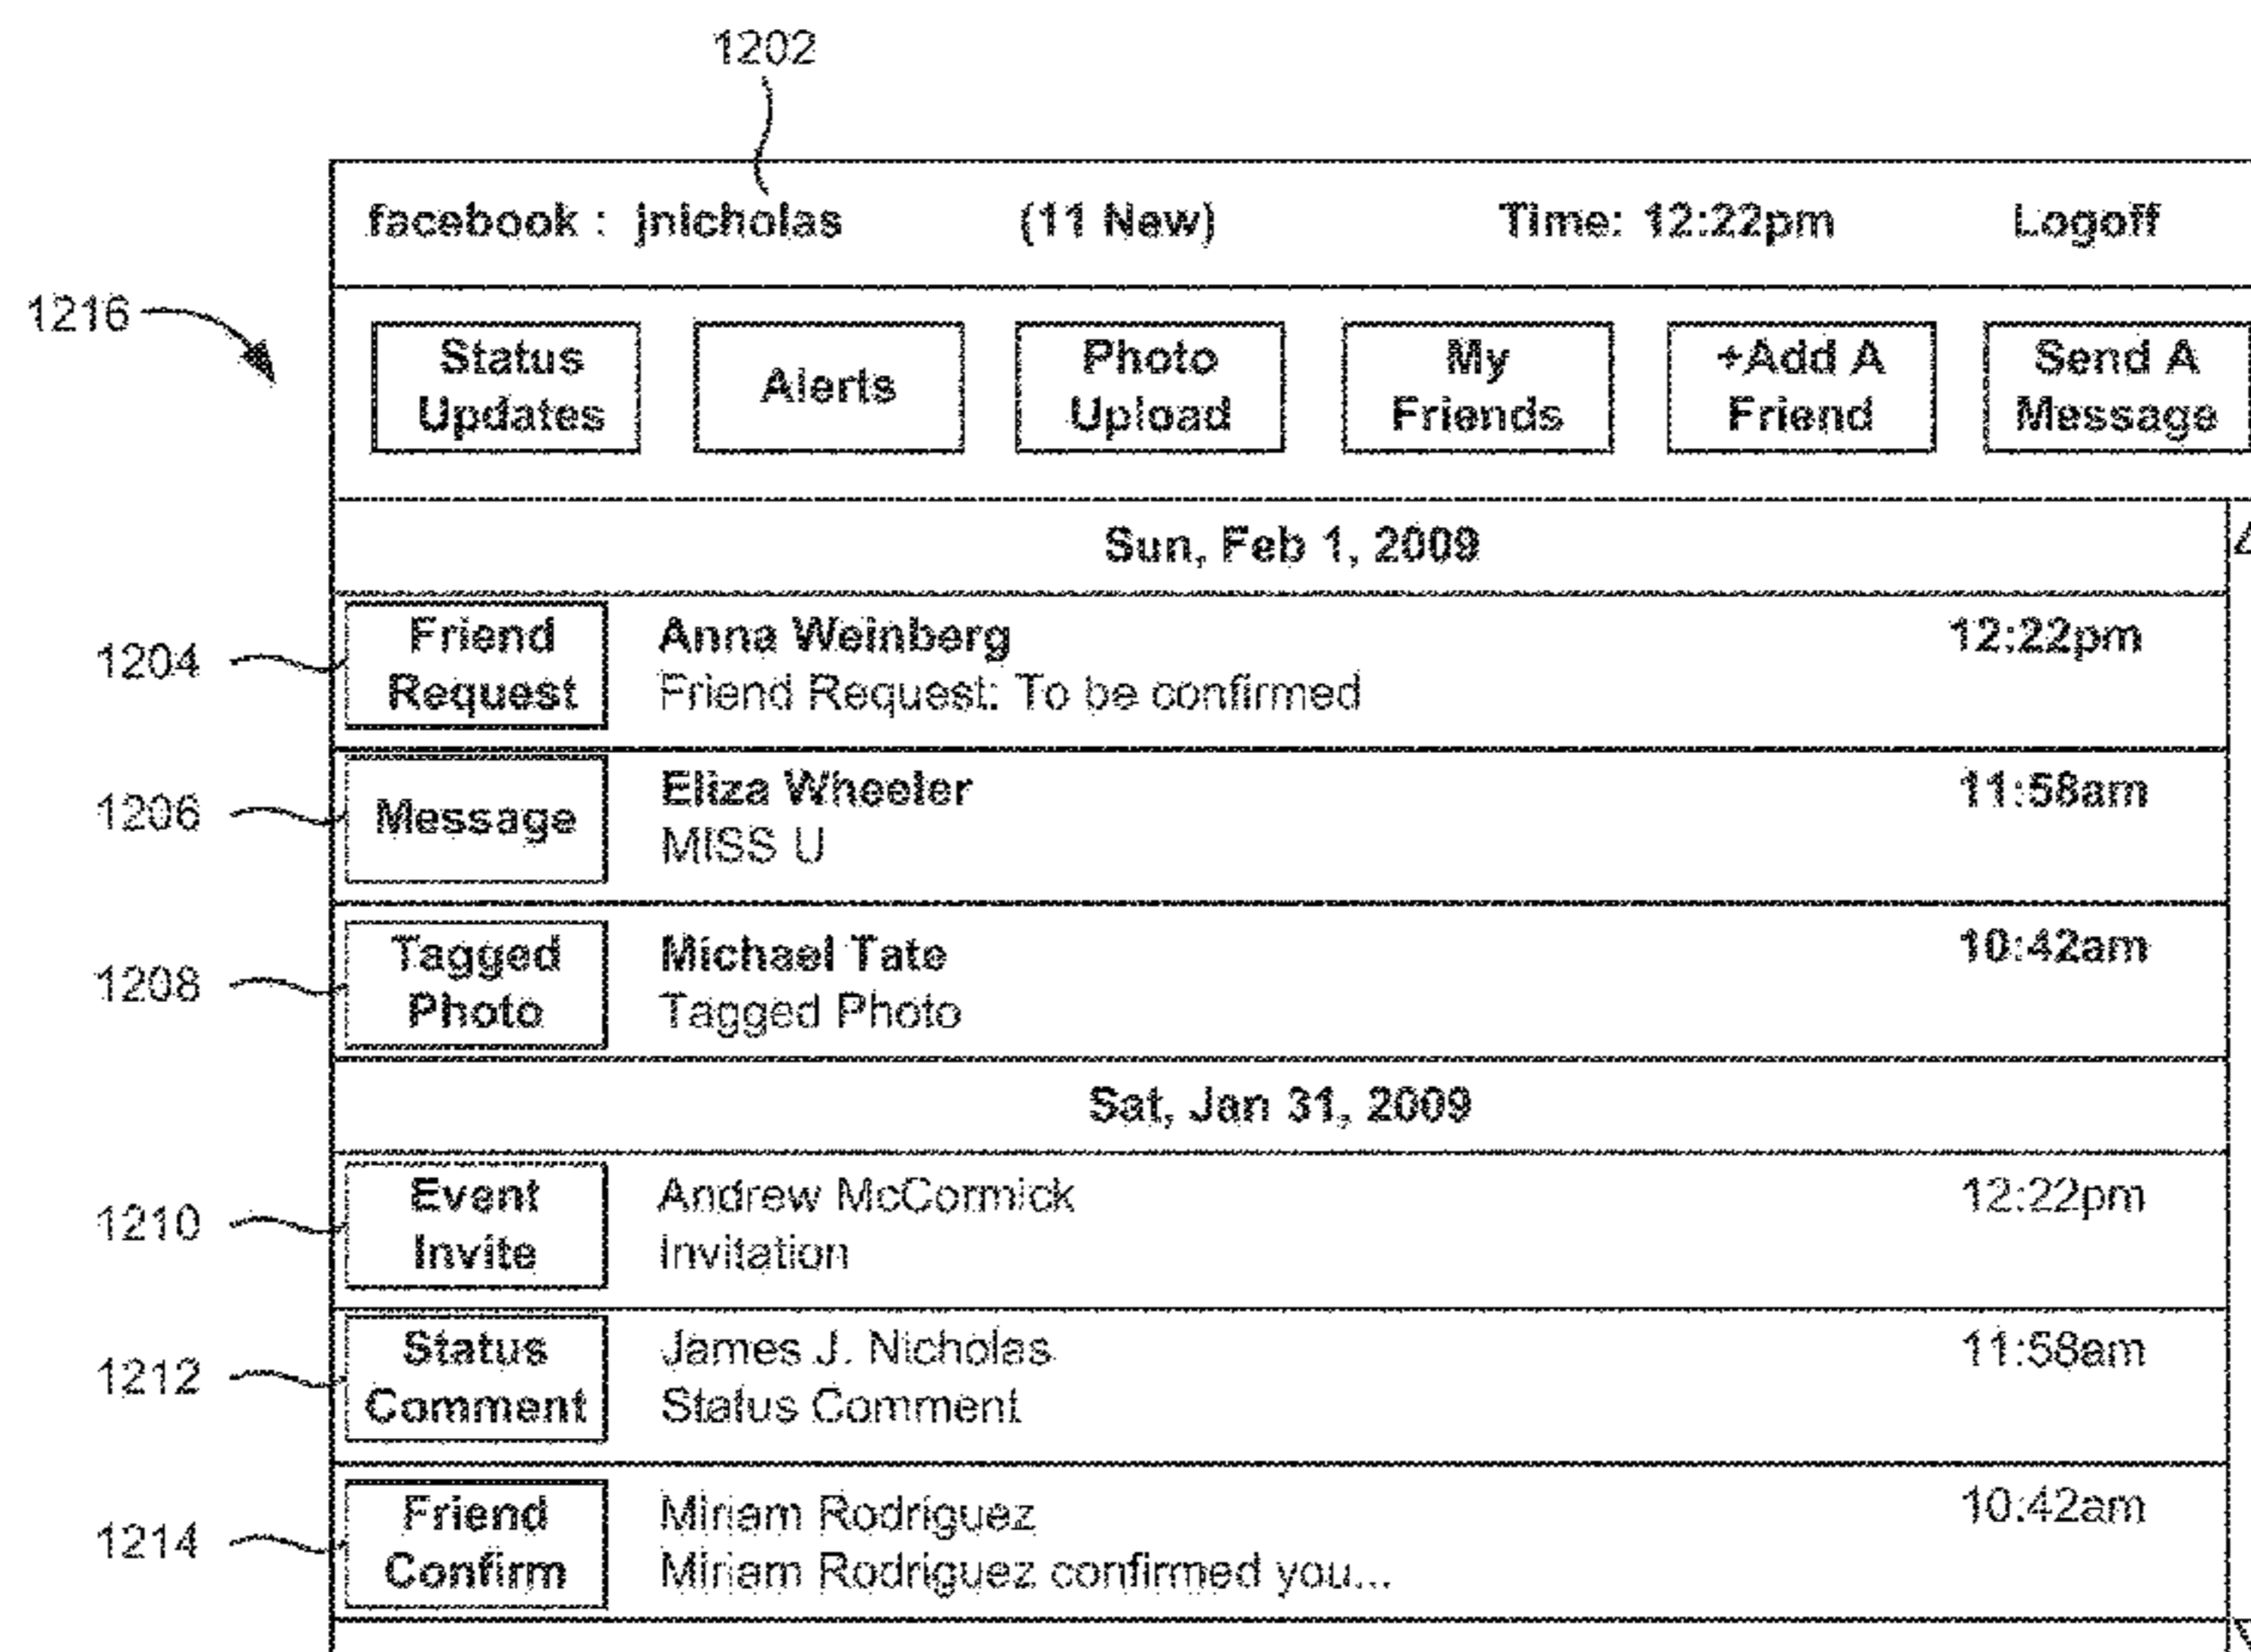 1202
facebook : jnicholas (11 New) Time: 12:22pm Logoff
1216
Status Updates
Alerts
Photo Upload
My Friends
+Add A Friend
Send A Message
Sun, Feb 1, 2009
1204
Friend Request
Anna Weinberg 12:22pm
Friend Request: To be confirmed
1206
Message
Eliza Wheeler 11:58am
MISS U
1208
Tagged Photo
Michael Tate 10:42am
Tagged Photo
Sat, Jan 31, 2009
1210
Event Invite
Andrew McCormick 12:22pm
Invitation
1212
Status Comment
James J. Nicholas 11:58am
Status Comment
1214
Friend Confirm
Miriam Rodriguez 10:42am
Miriam Rodriguez confirmed you...